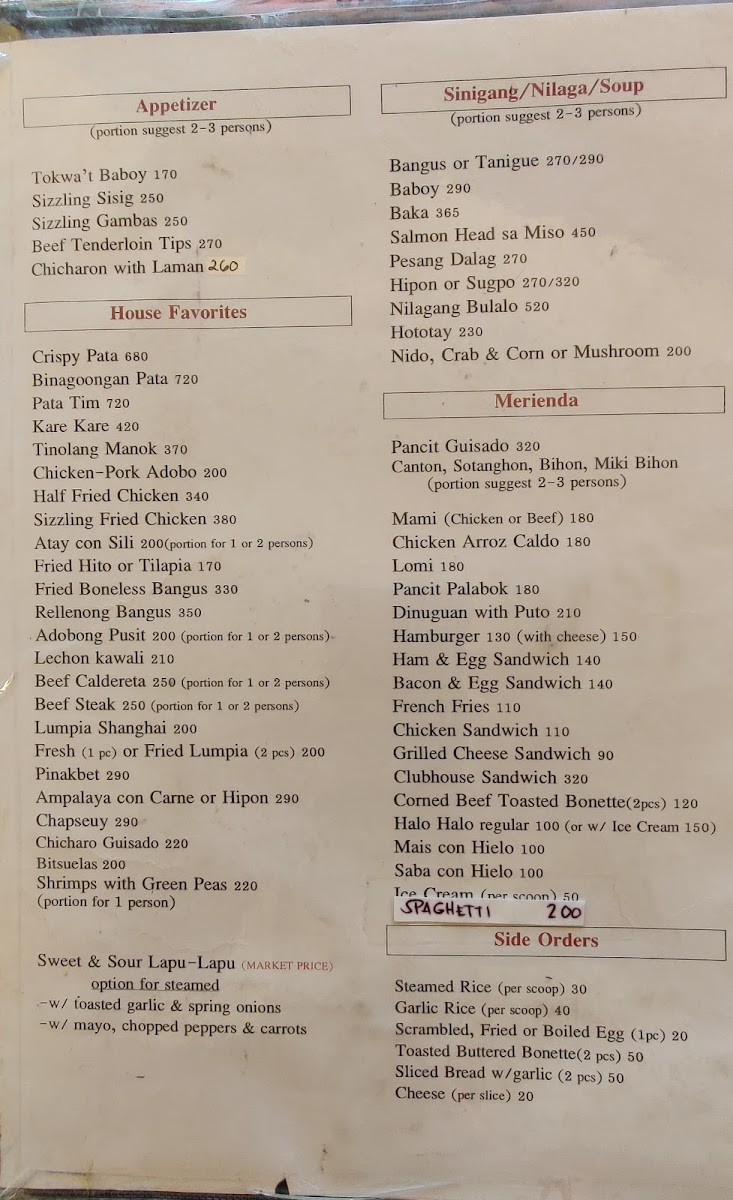 Appetizer
(portion suggest 2-3 persons)
Tokwa't Baboy 170
Sizzling Sisig 250
Sizzling Gambas 250
Beef Tenderloin Tips 270
Chicharon with Laman 260
House Favorites
Crispy Pata 680
Binagoongan Pata 720
Pata Tim 720
Kare Kare 420
Tinolang Manok 370
Chicken-Pork Adobo 200
Half Fried Chicken 340
Sizzling Fried Chicken 380
Atay con Sili 200(portion for 1 or 2 persons)
Fried Hito or Tilapia 170
Fried Boneless Bangus 330
Rellenong Bangus 350
Adobong Pusit 200 (portion for 1 or 2 persons)
Lechon kawali 210
Beef Caldereta 250 (portion for 1 or 2 persons)
Beef Steak 250 (portion for 1 or 2 persons)
Lumpia Shanghai 200
Fresh (1 pc) or Fried Lumpia (2 pcs) 200
Pinakbet 290
Ampalaya con Carne or Hipon 290
Chapseuy 290
Chicharo Guisado 220
Bitsuelas 200
Shrimps with Green Peas 220
(portion for 1 person)
Sweet & Sour Lapu-Lapu (MARKET PRICE)
option for steamed
-w/ toasted garlic & spring onions
-w/ mayo, chopped peppers & carrots
Sinigang/Nilaga/Soup
(portion suggest 2-3 persons)
Bangus or Tanigue 270/290
Baboy 290
Baka 365
Salmon Head sa Miso 450
Pesang Dalag 270
Hipon or Sugpo 270/320
Nilagang Bulalo 520
Hototay 230
Nido, Crab & Corn or Mushroom 200
Merienda
Pancit Guisado 320
Canton, Sotanghon, Bihon, Miki Bihon
(portion suggest 2-3 persons)
Mami (Chicken or Beef) 180
Chicken Arroz Caldo 180
Lomi 180
Pancit Palabok 180
Dinuguan with Puto 210
Hamburger 130 (with cheese) 150
Ham & Egg Sandwich 140
Bacon & Egg Sandwich 140
French Fries 110
Chicken Sandwich 110
Grilled Cheese Sandwich 90
Clubhouse Sandwich 320
Corned Beef Toasted Bonette(2pcs) 120
Halo Halo regular 100 (or w/ Ice Cream 150)
Mais con Hielo 100
Saba con Hielo 100
Ice Cream (per scoop) 50
SPAGHETTI 200
Side Orders
Steamed Rice (per scoop) 30
Garlic Rice (per scoop) 40
Scrambled, Fried or Boiled Egg (1pc) 20
Toasted Buttered Bonette(2 pcs) 50
Sliced Bread w/garlic (2 pcs) 50
Cheese (per slice) 20